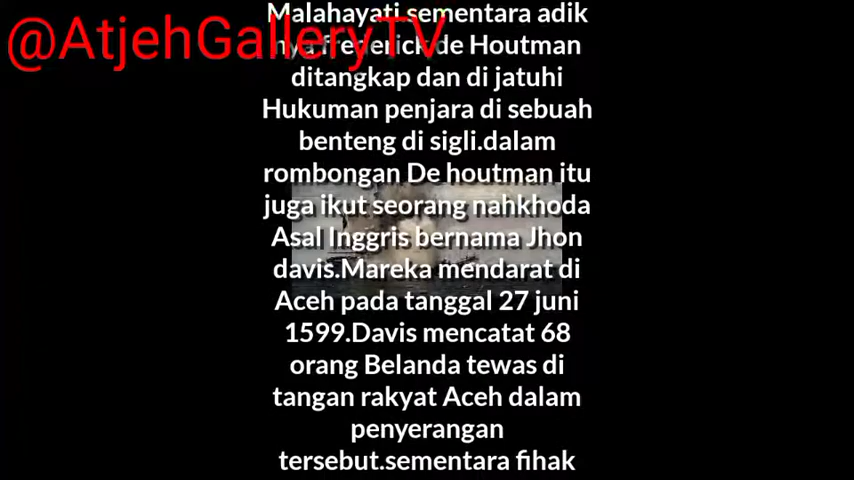 Malahayati sementara adik
@AtjehGalleryTV
nya frederick de Houtman
ditangkap dan di jatuhi
Hukuman penjara di sebuah
benteng di sigli.dalam
rombongan De houtman itu
juga ikut seorang nahkhoda
Asal Inggris bernama Jhon
davis.Mareka mendarat di
Aceh pada tanggal 27 juni
1599.Davis mencatat 68
orang Belanda tewas di
tangan rakyat Aceh dalam
penyerangan
tersebut.sementara fihak